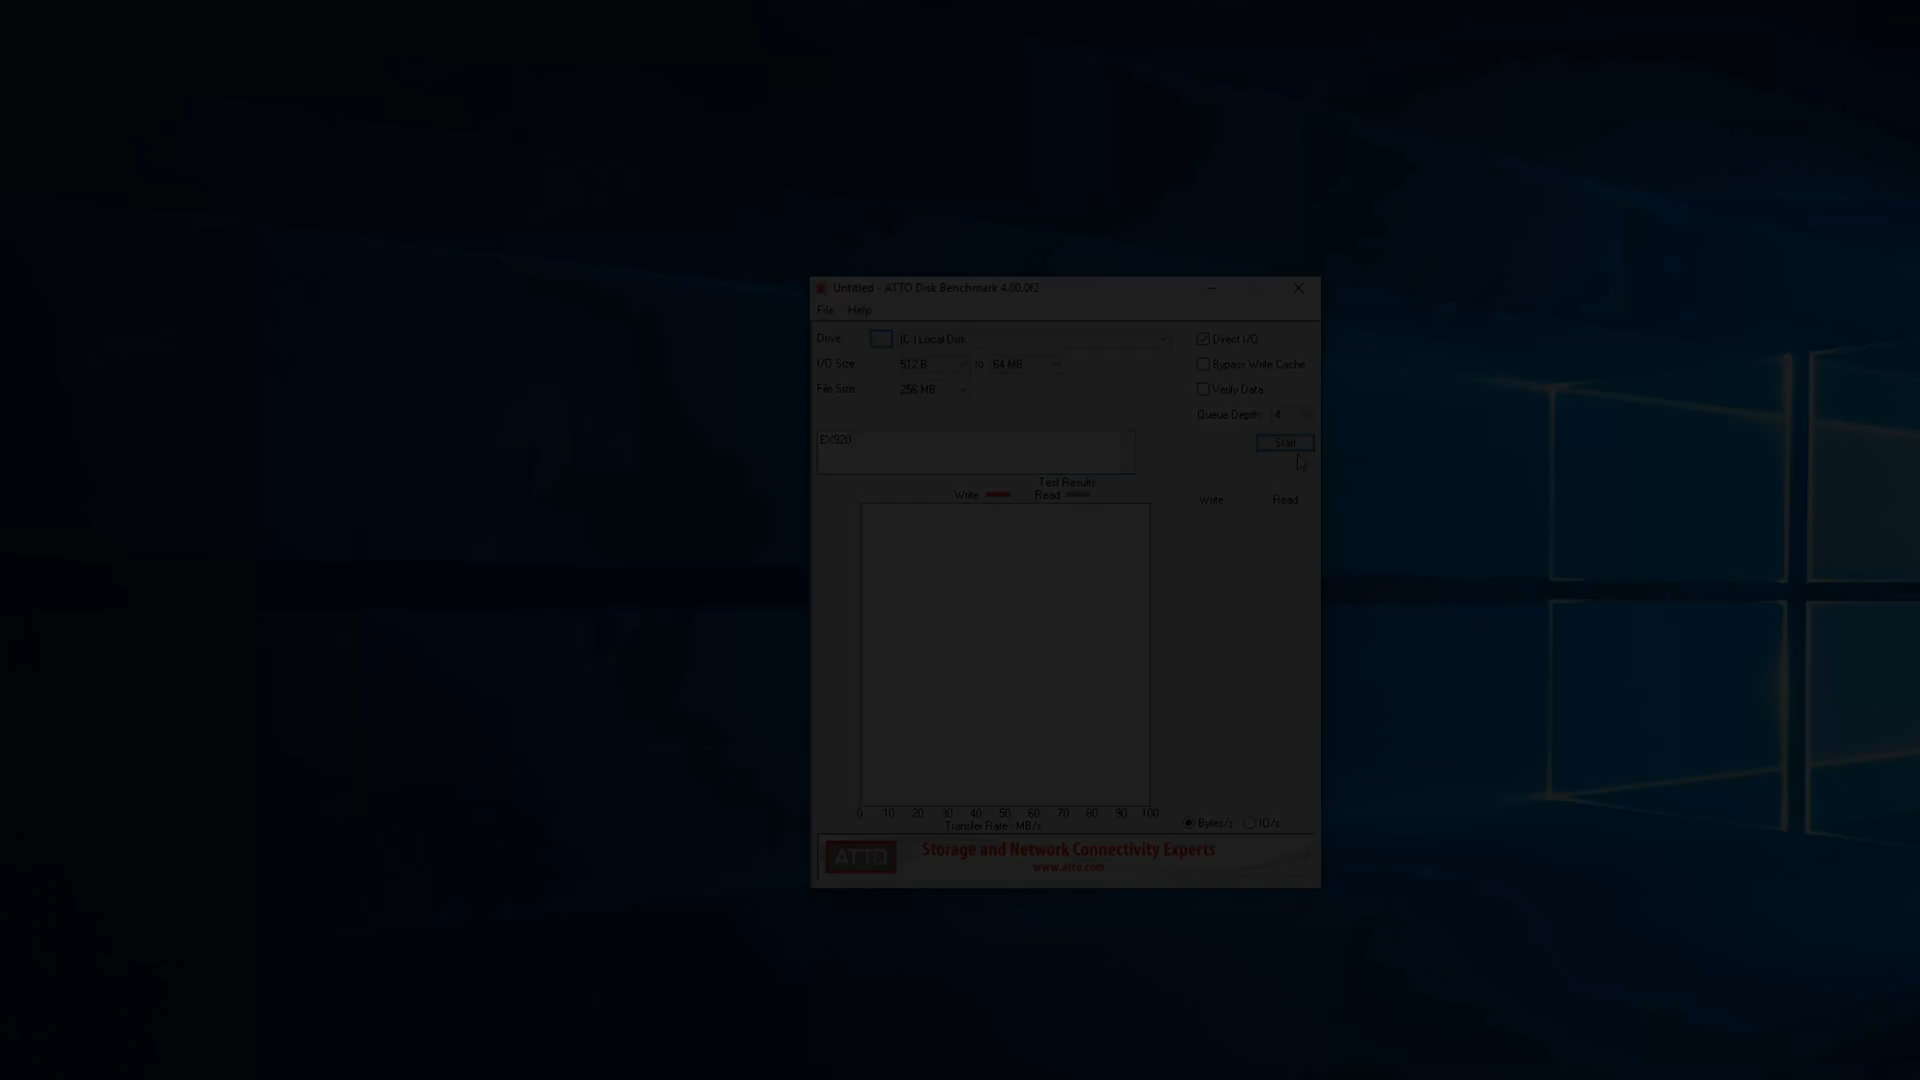 Untitled - ATTO Disk Benchmark 4.00.0f2
File Help
Drive: (C:) Local Disk
Direct I/O
I/O Size: 512 B to 64 MB
Bypass Write Cache
File Size: 256 MB
Verify Data
Queue Depth: 4
EX920
Start
Test Results
Write Read
Write Read
0 10 20 30 40 50 60 70 80 90 100
Transfer Rate - MB/s
Bytes/s IO/s
ATTO
Storage and Network Connectivity Experts
www.atto.com